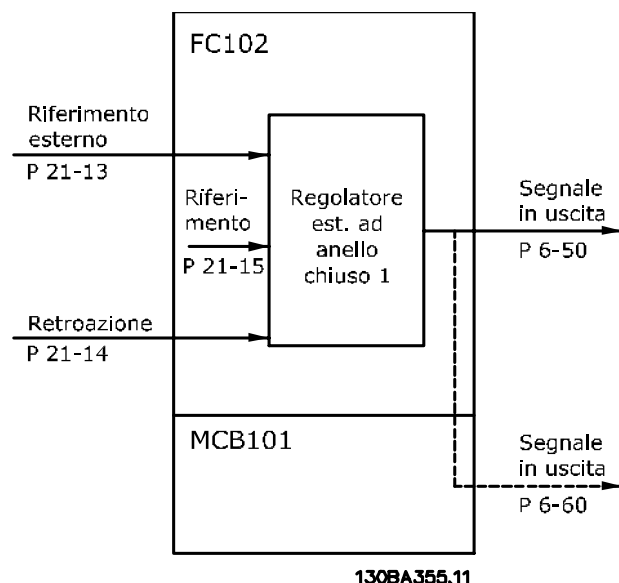 FC102
Riferimento
esterno
P 21-13
Riferi-
mento
P 21-15
Regolatore
est. ad
anello
chiuso 1
Segnale
in uscita
P 6-50
Retroazione
P 21-14
MCB101
Segnale
in uscita
P 6-60
130BA355.11